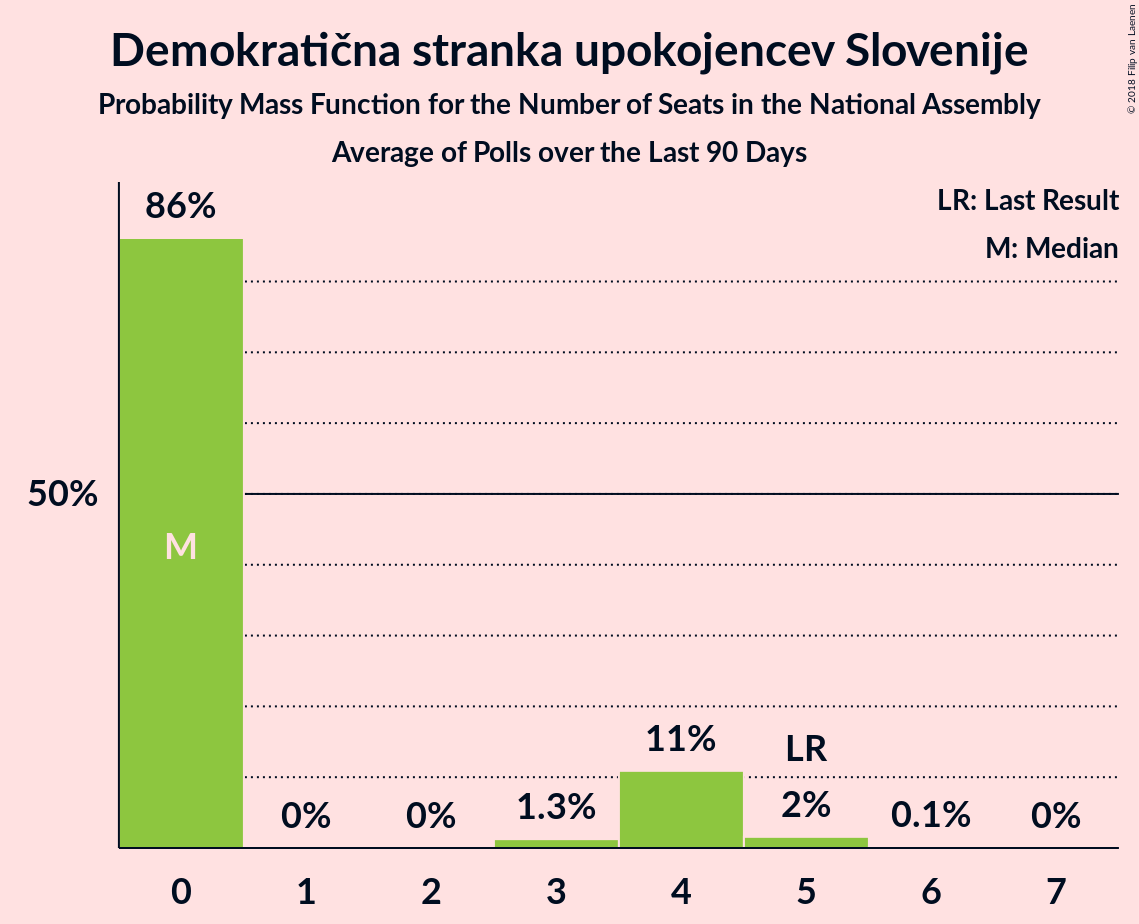 Demokratična stranka upokojencev Slovenije
Probability Mass Function for the Number of Seats in the National Assembly
Average of Polls over the Last 90 Days
© 2018 Filip van Laenen
LR: Last Result
M: Median
86%
50%
M
0%
0%
1.3%
11%
LR
2%
0.1%
0%
0 1 2 3 4 5 6 7